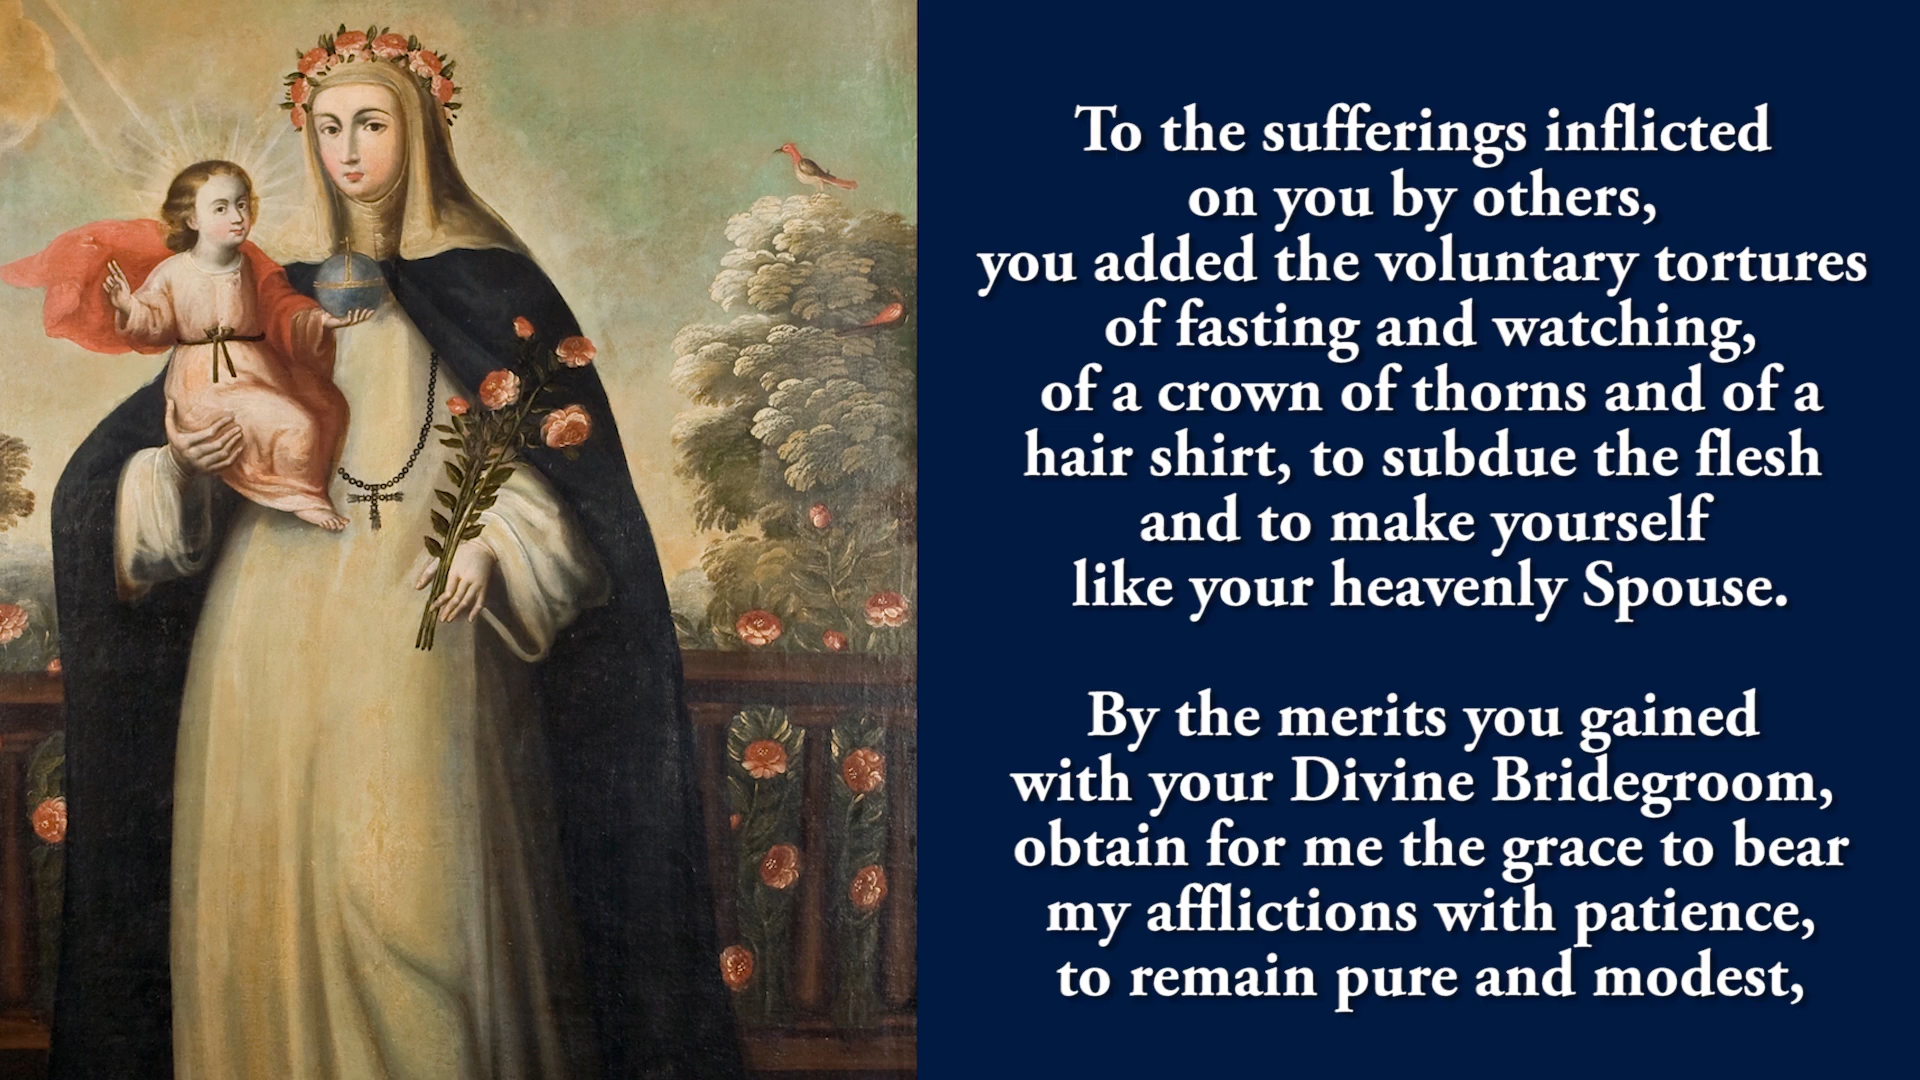 To the sufferings inflicted
on you by others,
you added the voluntary tortures
of fasting and watching,
of a crown of thorns and of a
hair shirt, to subdue the flesh
and to make yourself
like your heavenly Spouse.
By the merits you gained
with your Divine Bridegroom,
obtain for me the grace to bear
my afflictions with patience,
to remain pure and modest,